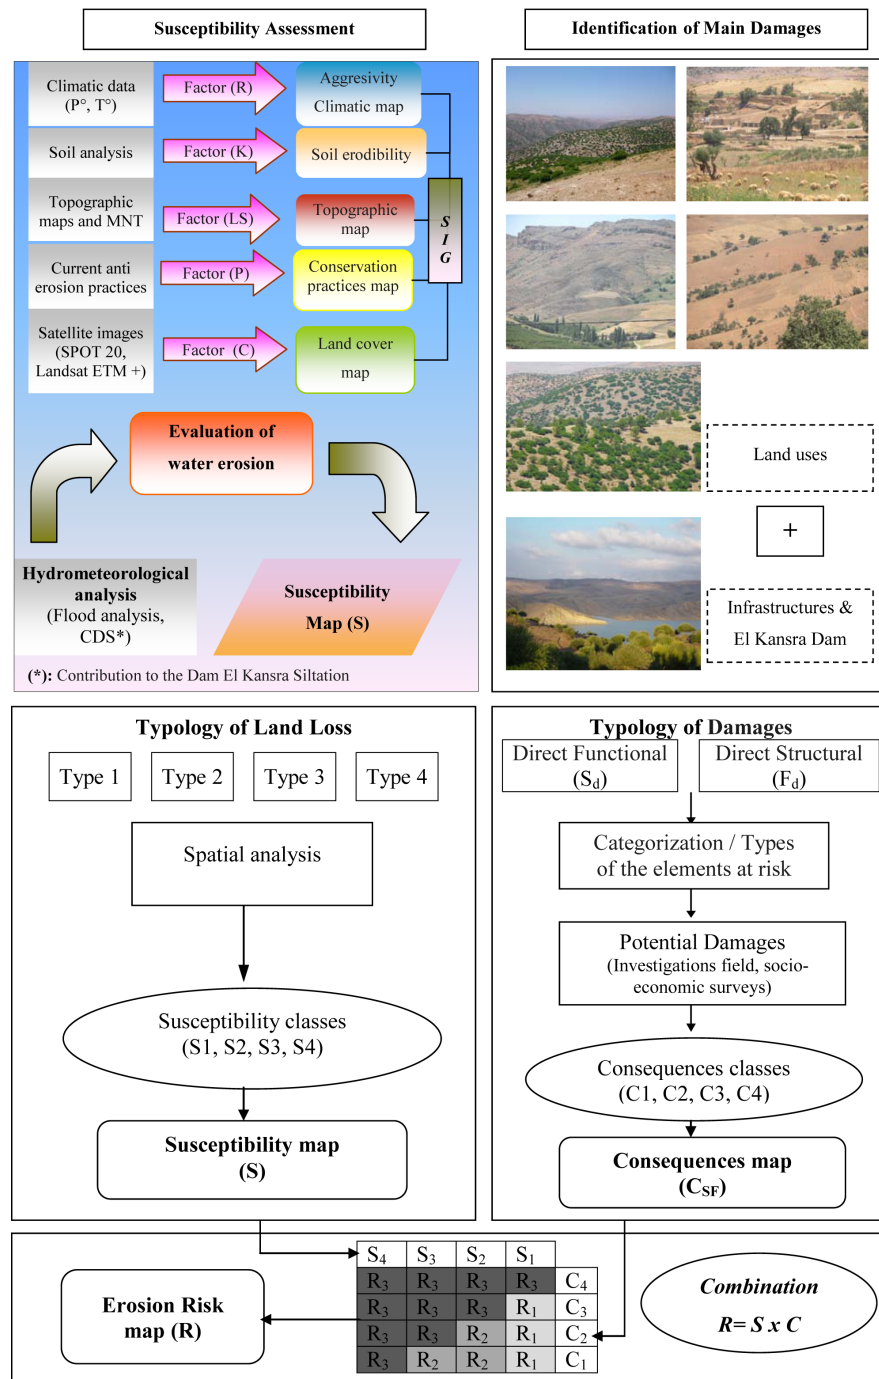 Susceptibility Assessment
Climatic data
(P°, T°)
Factor (R)
Aggresivity
Climatic map
Soil analysis
Factor (K)
Soil erodibility
Topographic
maps and MNT
Factor (LS)
Topographic
map
S
I
G
Current anti
erosion practices
Factor (P)
Conservation
practices map
Satellite images
(SPOT 20,
Landsat ETM +)
Factor (C)
Land cover
map
Evaluation of
water erosion
Hydrometeorological
analysis
(Flood analysis,
CDS*)
Susceptibility
Map (S)
(*): Contribution to the Dam El Kansra Siltation
Identification of Main Damages
Land uses
+
Infrastructures &
El Kansra Dam
Typology of Land Loss
Type 1
Type 2
Type 3
Type 4
Spatial analysis
Susceptibility classes
(S1, S2, S3, S4)
Susceptibility map
(S)
Typology of Damages
Direct Functional
(Sd)
Direct Structural
(Fd)
Categorization / Types
of the elements at risk
Potential Damages
(Investigations field, socio-
economic surveys)
Consequences classes
(C1, C2, C3, C4)
Consequences map
(CSF)
Erosion Risk
map (R)
S4 S3 S2 S1
R3 R3 R3 R3 C4
R3 R3 R3 R1 C3
R3 R3 R2 R1 C2
R3 R2 R2 R1 C1
Combination
R= S x C